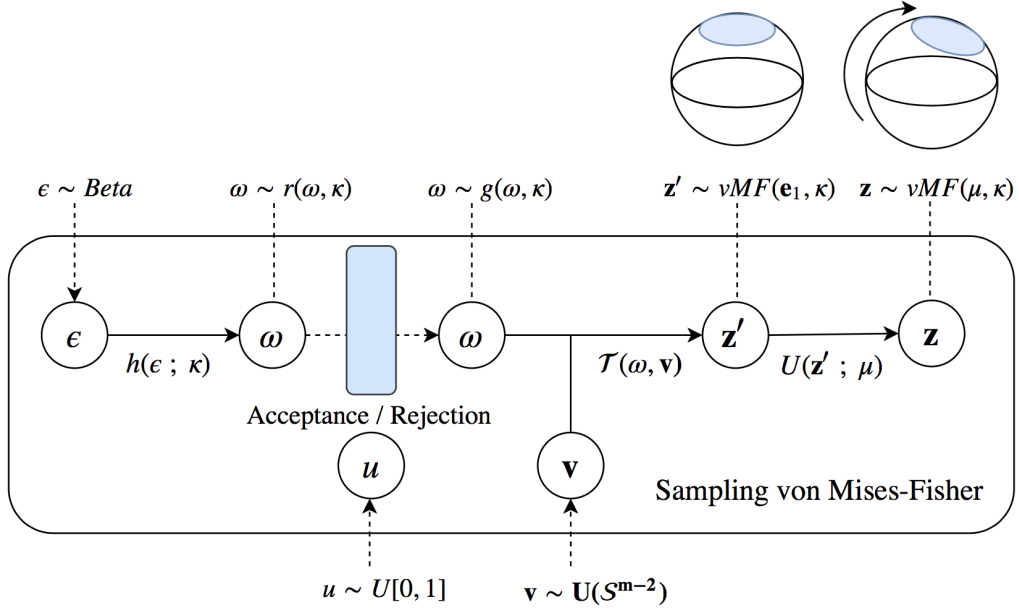 ϵ ∼ Beta
ω ∼ r(ω, κ)
ω ∼ g(ω, κ)
z′ ∼ vMF(e₁, κ)
z ∼ vMF(μ, κ)
ϵ
ω
ω
z′
z
h(ϵ ; κ)
𝒯(ω, v)
U(z′ ; μ)
Acceptance / Rejection
u
v
Sampling von Mises-Fisher
u ∼ U[0, 1]
v ∼ U(𝒮ᵐ⁻²)